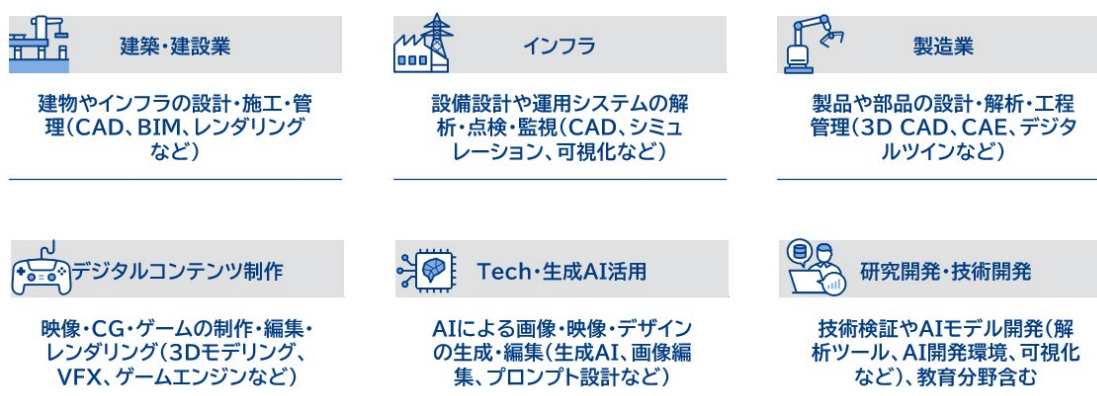 建築・建設業
建物やインフラの設計・施工・管
理(CAD、BIM、レンダリング
など)
インフラ
設備設計や運用システムの解
析・点検・監視(CAD、シミュ
レーション、可視化など)
製造業
製品や部品の設計・解析・工程
管理(3D CAD、CAE、デジタ
ルツインなど)
デジタルコンテンツ制作
映像・CG・ゲームの制作・編集・
レンダリング(3Dモデリング、
VFX、ゲームエンジンなど)
Tech・生成AI活用
AIによる画像・映像・デザイン
の生成・編集(生成AI、画像編
集、プロンプト設計など)
研究開発・技術開発
技術検証やAIモデル開発(解
析ツール、AI開発環境、可視化
など)、教育分野含む